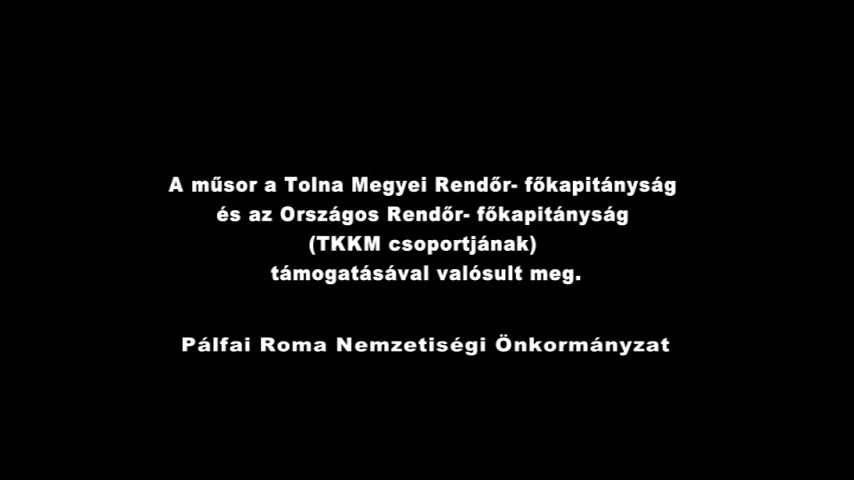 A műsor a Tolna Megyei Rendőr- főkapitányság
és az Országos Rendőr- főkapitányság
(TKKM csoportjának)
támogatásával valósult meg.
Pálfai Roma Nemzetiségi Önkormányzat